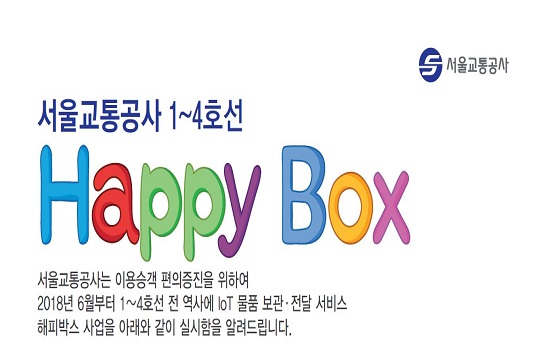 서울교통공사
서울교통공사 1~4호선
Happy Box
서울교통공사는 이용승객 편의증진을 위하여
2018년 6월부터 1~4호선 전 역사에 IoT 물품 보관·전달 서비스
해피박스 사업을 아래와 같이 실시함을 알려드립니다.